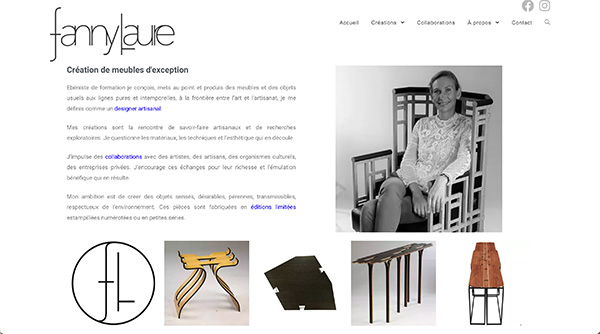 fannyLaure
Accueil Créations Collaborations À propos Contact
Création de meubles d'exception
Ebéniste de formation je conçois, mets au point et produis des meubles et des objets
usuels aux lignes pures et intemporelles, à la frontière entre l'art et l'artisanat, je me
définis comme un designer artisanal.
Mes créations sont la rencontre de savoir-faire artisanaux et de recherches
exploratoires. Je questionne les matériaux, les techniques et l'esthétique qui en découle.
J'impulse des collaborations avec des artistes, des artisans, des organismes culturels,
des entreprises privées. J'encourage ces échanges pour leur richesse et l'émulation
bénéfique qui en résulte.
Mon ambition est de créer des objets sensés, désirables, pérennes, transmissibles,
respectueux de l'environnement. Ces pièces sont fabriquées en éditions limitées
estampillées numérotées ou en petites séries.
fL